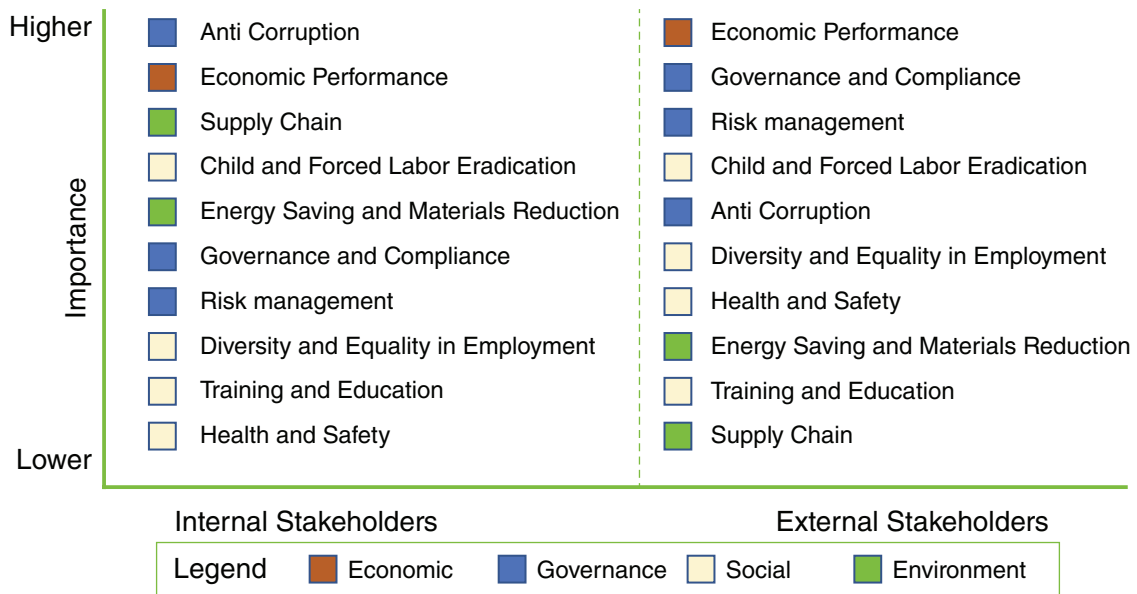 Higher
Importance
Lower
Anti Corruption
Economic Performance
Supply Chain
Child and Forced Labor Eradication
Energy Saving and Materials Reduction
Governance and Compliance
Risk management
Diversity and Equality in Employment
Training and Education
Health and Safety
Internal Stakeholders
Economic Performance
Governance and Compliance
Risk management
Child and Forced Labor Eradication
Anti Corruption
Diversity and Equality in Employment
Health and Safety
Energy Saving and Materials Reduction
Training and Education
Supply Chain
External Stakeholders
Legend Economic Governance Social Environment